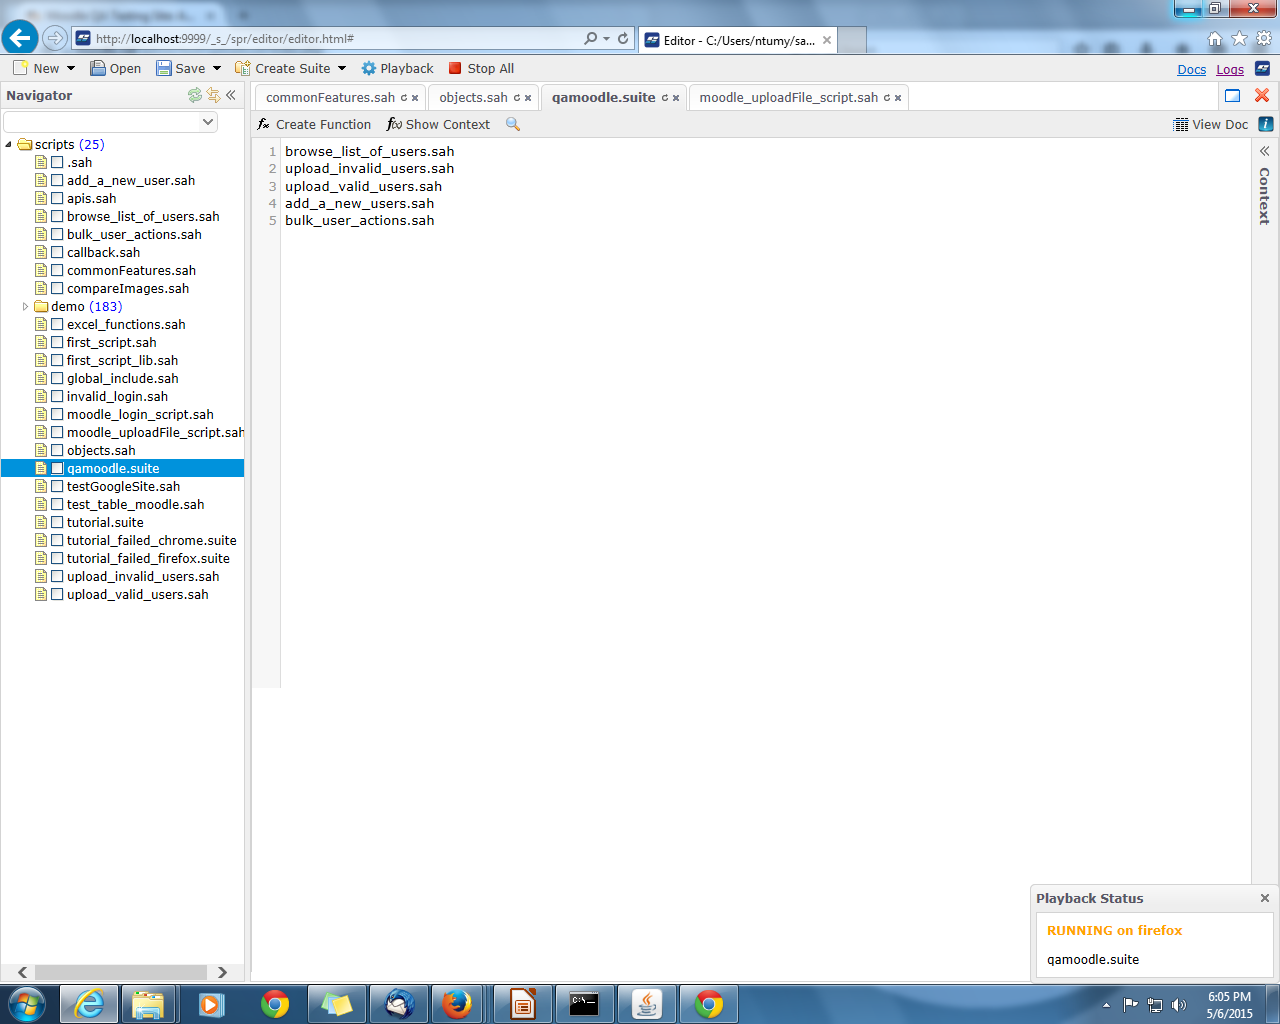 http://localhost:9999/_s_/spr/editor/editor.html#
Editor - C:/Users/ntumy/sa...
New Open Save Create Suite Playback Stop All
Docs Logs
Navigator
commonFeatures.sah objects.sah qamoodle.suite moodle_uploadFile_script.sah
Create Function Show Context
View Doc
scripts (25)
.sah
add_a_new_user.sah
apis.sah
browse_list_of_users.sah
bulk_user_actions.sah
callback.sah
commonFeatures.sah
compareImages.sah
demo (183)
excel_functions.sah
first_script.sah
first_script_lib.sah
global_include.sah
invalid_login.sah
moodle_login_script.sah
moodle_uploadFile_script.sah
objects.sah
qamoodle.suite
testGoogleSite.sah
test_table_moodle.sah
tutorial.suite
tutorial_failed_chrome.suite
tutorial_failed_firefox.suite
upload_invalid_users.sah
upload_valid_users.sah
1 browse_list_of_users.sah
2 upload_invalid_users.sah
3 upload_valid_users.sah
4 add_a_new_users.sah
5 bulk_user_actions.sah
Context
Playback Status
RUNNING on firefox
qamoodle.suite
6:05 PM
5/6/2015